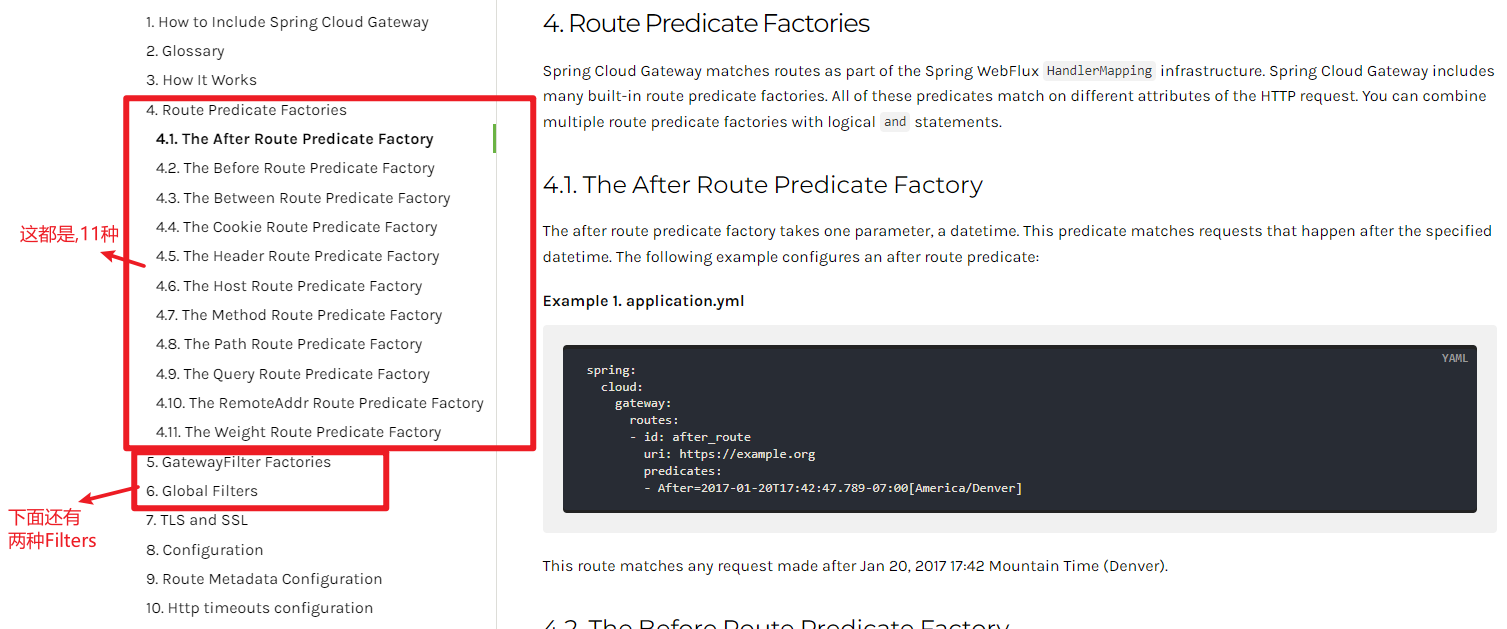 1. How to Include Spring Cloud Gateway
2. Glossary
3. How It Works
4. Route Predicate Factories
4.1. The After Route Predicate Factory
4.2. The Before Route Predicate Factory
4.3. The Between Route Predicate Factory
4.4. The Cookie Route Predicate Factory
4.5. The Header Route Predicate Factory
4.6. The Host Route Predicate Factory
4.7. The Method Route Predicate Factory
4.8. The Path Route Predicate Factory
4.9. The Query Route Predicate Factory
4.10. The RemoteAddr Route Predicate Factory
4.11. The Weight Route Predicate Factory
5. GatewayFilter Factories
6. Global Filters
7. TLS and SSL
8. Configuration
9. Route Metadata Configuration
10. Http timeouts configuration
这都是,11种
下面还有
两种Filters
4. Route Predicate Factories
Spring Cloud Gateway matches routes as part of the Spring WebFlux HandlerMapping infrastructure. Spring Cloud Gateway includes
many built-in route predicate factories. All of these predicates match on different attributes of the HTTP request. You can combine
multiple route predicate factories with logical and statements.
4.1. The After Route Predicate Factory
The after route predicate factory takes one parameter, a datetime. This predicate matches requests that happen after the specified
datetime. The following example configures an after route predicate:
Example 1. application.yml
YAML
spring:
  cloud:
    gateway:
      routes:
      - id: after_route
        uri: https://example.org
        predicates:
        - After=2017-01-20T17:42:47.789-07:00[America/Denver]
This route matches any request made after Jan 20, 2017 17:42 Mountain Time (Denver).
4.2. The Before Route Predicate Factory